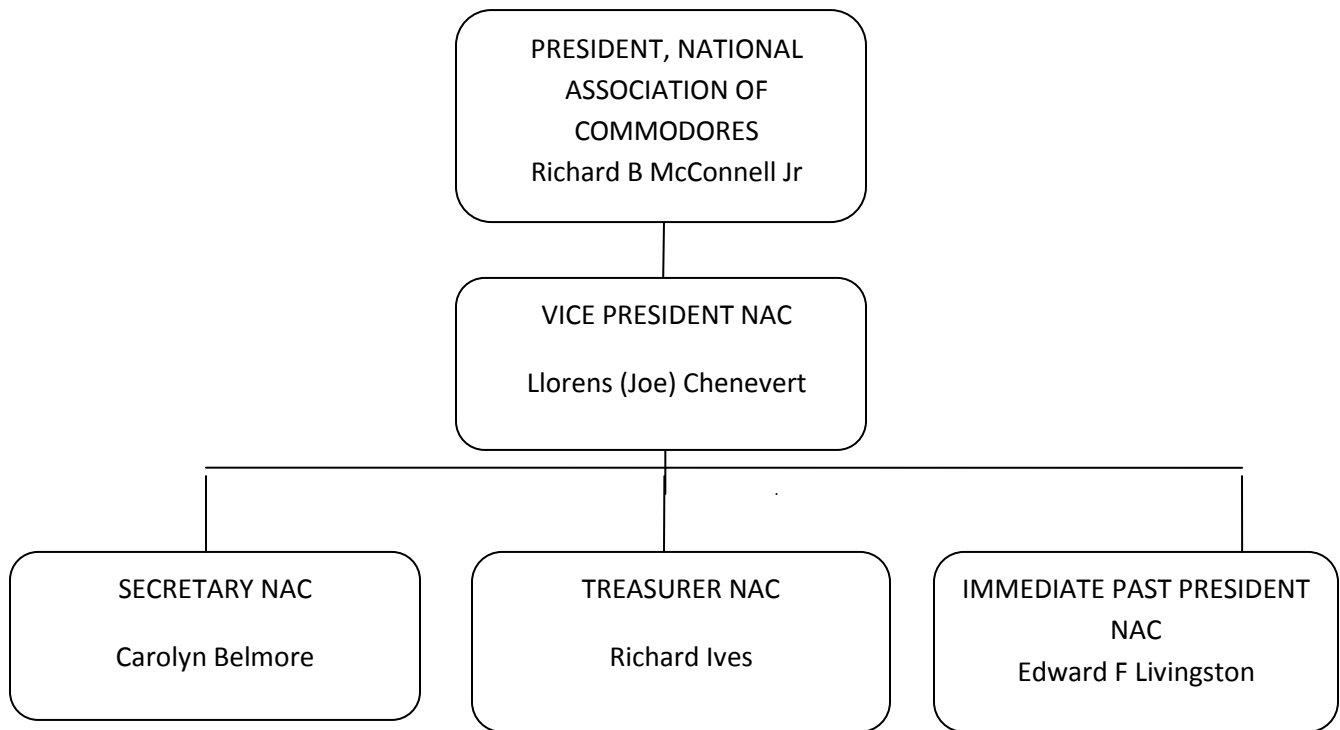 PRESIDENT, NATIONAL
ASSOCIATION OF
COMMODORES
Richard B McConnell Jr
VICE PRESIDENT NAC
Llorens (Joe) Chenevert
.
SECRETARY NAC
Carolyn Belmore
TREASURER NAC
Richard Ives
IMMEDIATE PAST PRESIDENT
NAC
Edward F Livingston